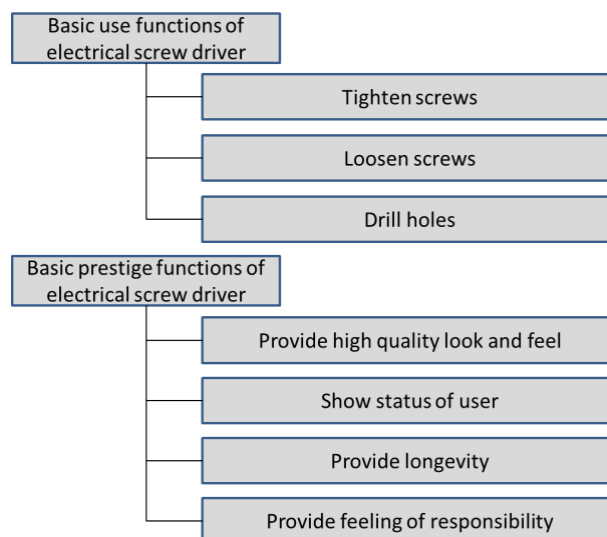 Basic use functions of
electrical screw driver
Tighten screws
Loosen screws
Drill holes
Basic prestige functions of
electrical screw driver
Provide high quality look and feel
Show status of user
Provide longevity
Provide feeling of responsibility